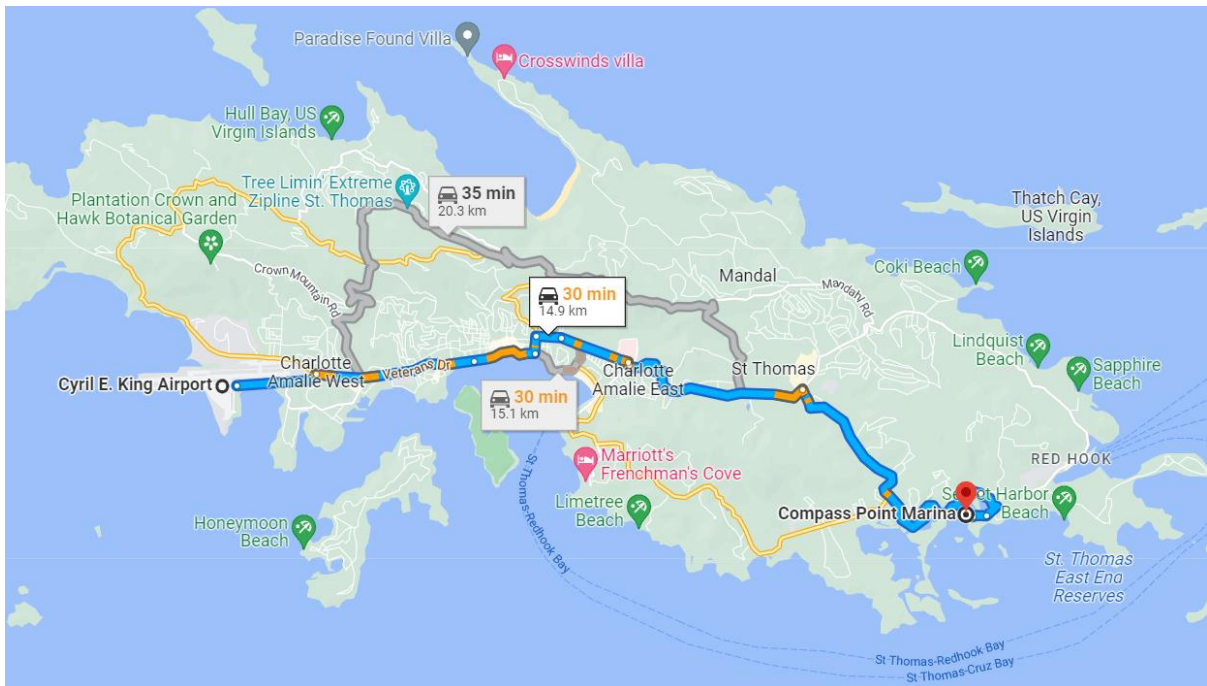 Paradise Found Villa
Crosswinds villa
Hull Bay, US
Virgin Islands
Tree Limin' Extreme
Zipline St. Thomas
35 min
20.3 km
Plantation Crown and
Hawk Botanical Garden
Thatch Cay,
US Virgin
Islands
Crown Mountain Rd
Mandal
Coki Beach
Mandahl Rd
30 min
14.9 km
Lindquist
Beach
Sapphire
Beach
Charlotte
Amalie West
Veterans Dr
Cyril E. King Airport
Charlotte
Amalie East
St Thomas
30 min
15.1 km
RED HOOK
Marriott's
Frenchman's Cove
Limetree
Beach
Honeymoon
Beach
Compass Point Marina
Harbor
Beach
St Thomas-Redhook Bay
St. Thomas
East End
Reserves
St Thomas-Redhook Bay
St Thomas-Cruz Bay